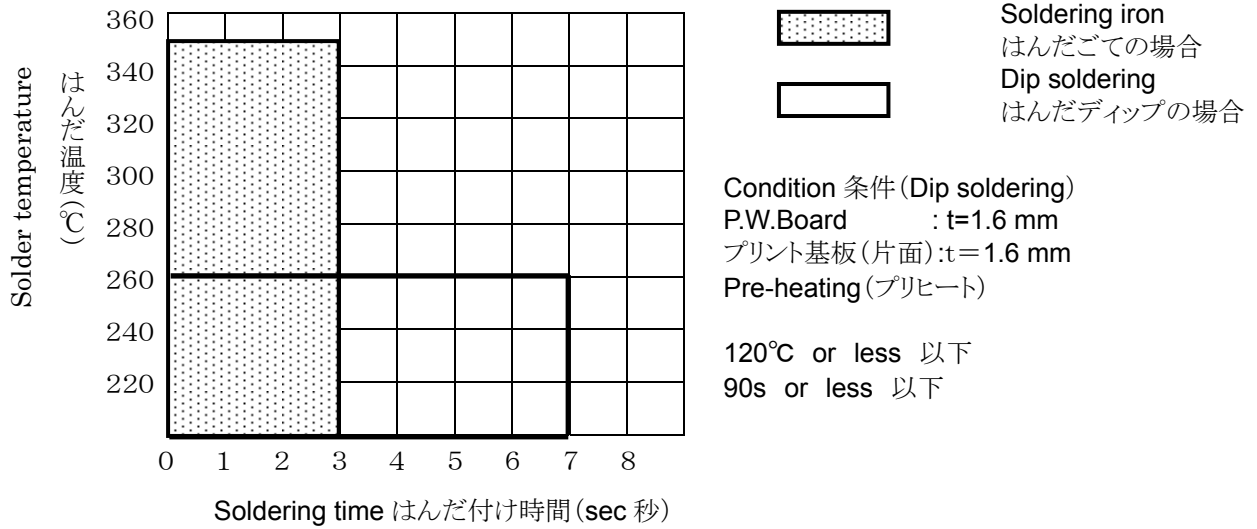 Solder temperature
はんだ温度(℃)
360
340
320
300
280
260
240
220
0 1 2 3 4 5 6 7 8
Soldering time はんだ付け時間(sec 秒)
Soldering iron
はんだごての場合
Dip soldering
はんだディップの場合
Condition 条件(Dip soldering)
P.W.Board : t=1.6 mm
プリント基板(片面):t=1.6 mm
Pre-heating(プリヒート)
120℃ or less 以下
90s or less 以下